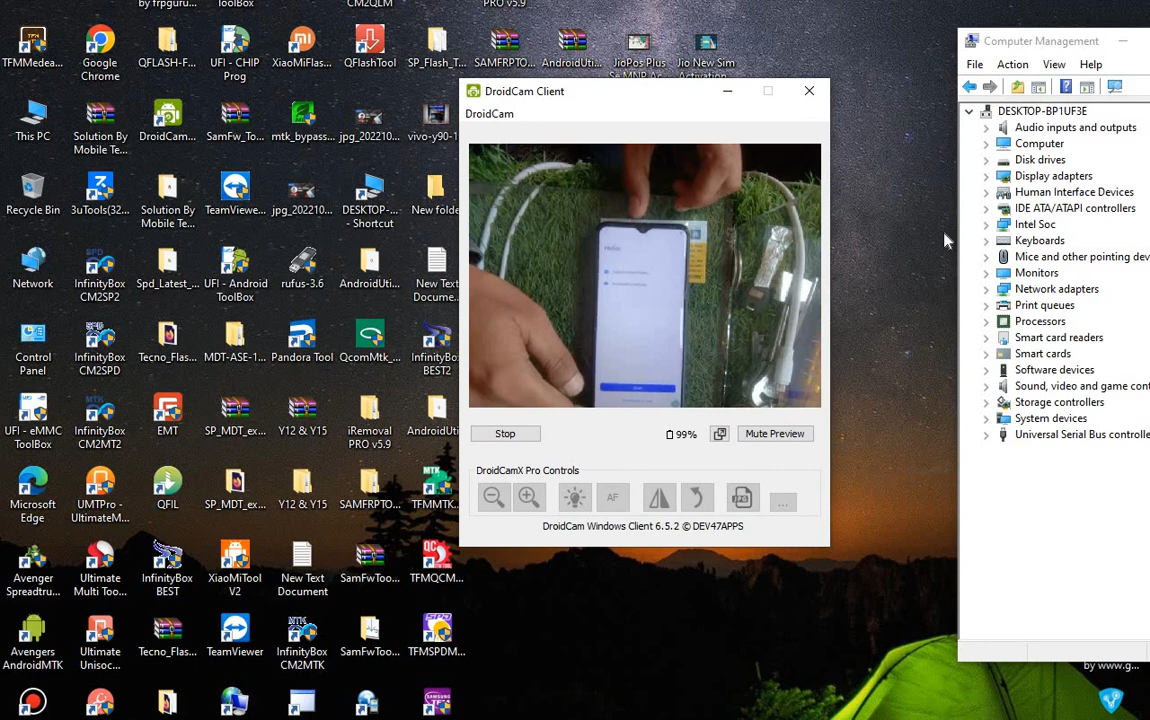 by frpguru...
ToolBox
CM2QLM
PRO v5.9
TFMMedea...
Google
Chrome
QFLASH-F...
UFI - CHIP
Prog
XiaoMiFlas...
QFlashTool
SP_Flash_T...
SAMFRPTO...
AndroidUti...
JioPos Plus
Se MNP Ac...
Jio New Sim
Activation
This PC
Solution By
Mobile Te...
DroidCam...
SamFw_To...
mtk_bypass...
jpg_202210...
vivo-y90-1...
Recycle Bin
3uTools(32...
Solution By
Mobile Te...
TeamViewe...
jpg_202210...
DESKTOP-...
- Shortcut
New folde
Network
InfinityBox
CM2SP2
Spd_Latest_...
UFI - Android
ToolBox
rufus-3.6
AndroidUti...
New Text
Docume...
Control
Panel
InfinityBox
CM2SPD
Tecno_Flas...
MDT-ASE-1...
Pandora Tool
QcomMtk_...
InfinityBo
BEST2
UFI - eMMC
ToolBox
InfinityBox
CM2MT2
EMT
SP_MDT_ex...
Y12 & Y15
iRemoval
PRO v5.9
AndroidUti
Microsoft
Edge
UMTPro -
UltimateM...
QFIL
SP_MDT_ex...
Y12 & Y15
SAMFRPTO...
TFMMTK...
Avenger
Spreadtru...
Ultimate
Multi Too...
InfinityBox
BEST
XiaoMiTool
V2
New Text
Document
SamFwToo...
TFMQCM...
Avengers
AndroidMTK
Ultimate
Unisoc...
Tecno_Flas...
TeamViewer
InfinityBox
CM2MTK
SamFwToo...
TFMSPDM...
DroidCam Client
DroidCam
Stop
99%
Mute Preview
DroidCamX Pro Controls
AF
JPG
...
DroidCam Windows Client 6.5.2 © DEV47APPS
Computer Management
File
Action
View
Help
DESKTOP-BP1UF3E
Audio inputs and outputs
Computer
Disk drives
Display adapters
Human Interface Devices
IDE ATA/ATAPI controllers
Intel Soc
Keyboards
Mice and other pointing dev
Monitors
Network adapters
Print queues
Processors
Smart card readers
Smart cards
Software devices
Sound, video and game cont
Storage controllers
System devices
Universal Serial Bus controlle
by www.g...